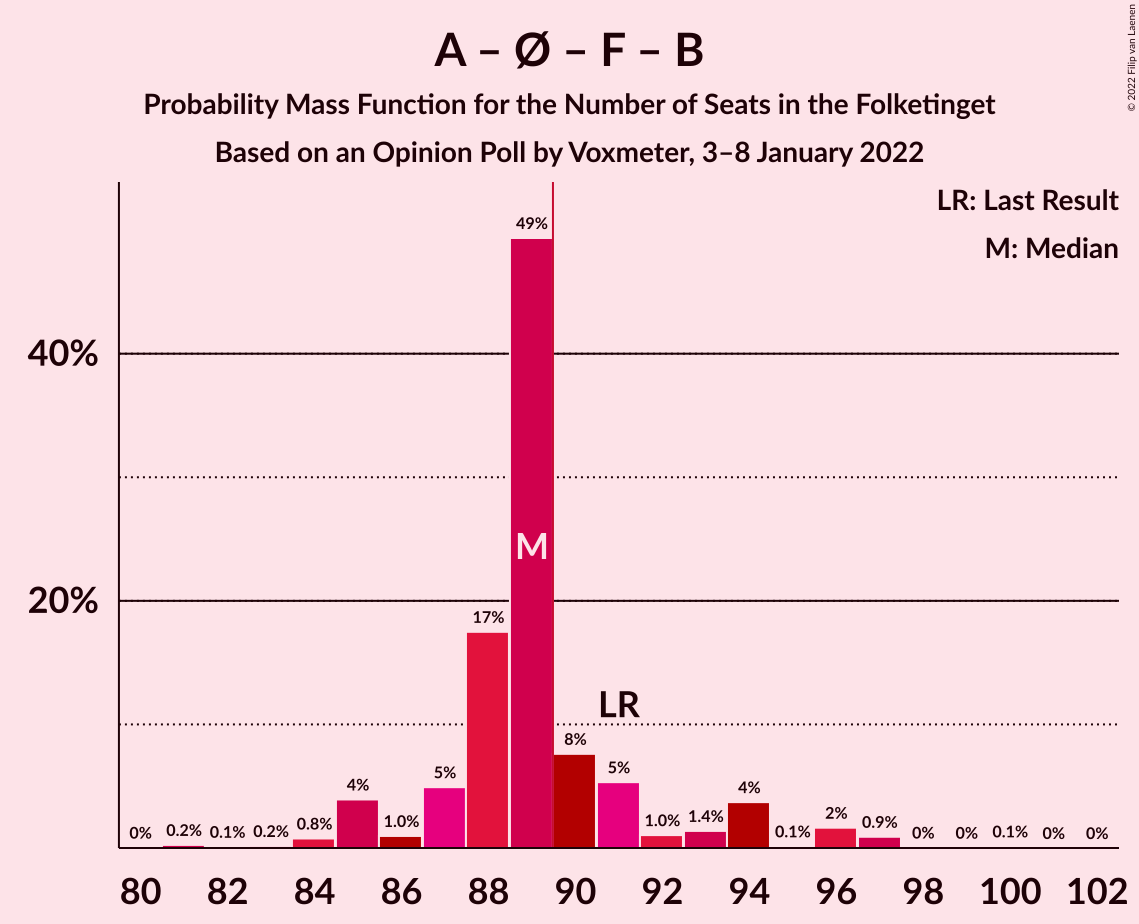 A – Ø – F – B
Probability Mass Function for the Number of Seats in the Folketinget
Based on an Opinion Poll by Voxmeter, 3–8 January 2022
© 2022 Filip van Laenen
LR: Last Result
M: Median
40%
20%
0%
0.2%
0.1%
0.2%
0.8%
4%
1.0%
5%
17%
49%
M
8%
LR
5%
1.0%
1.4%
4%
0.1%
2%
0.9%
0%
0%
0.1%
0%
0%
80 82 84 86 88 90 92 94 96 98 100 102